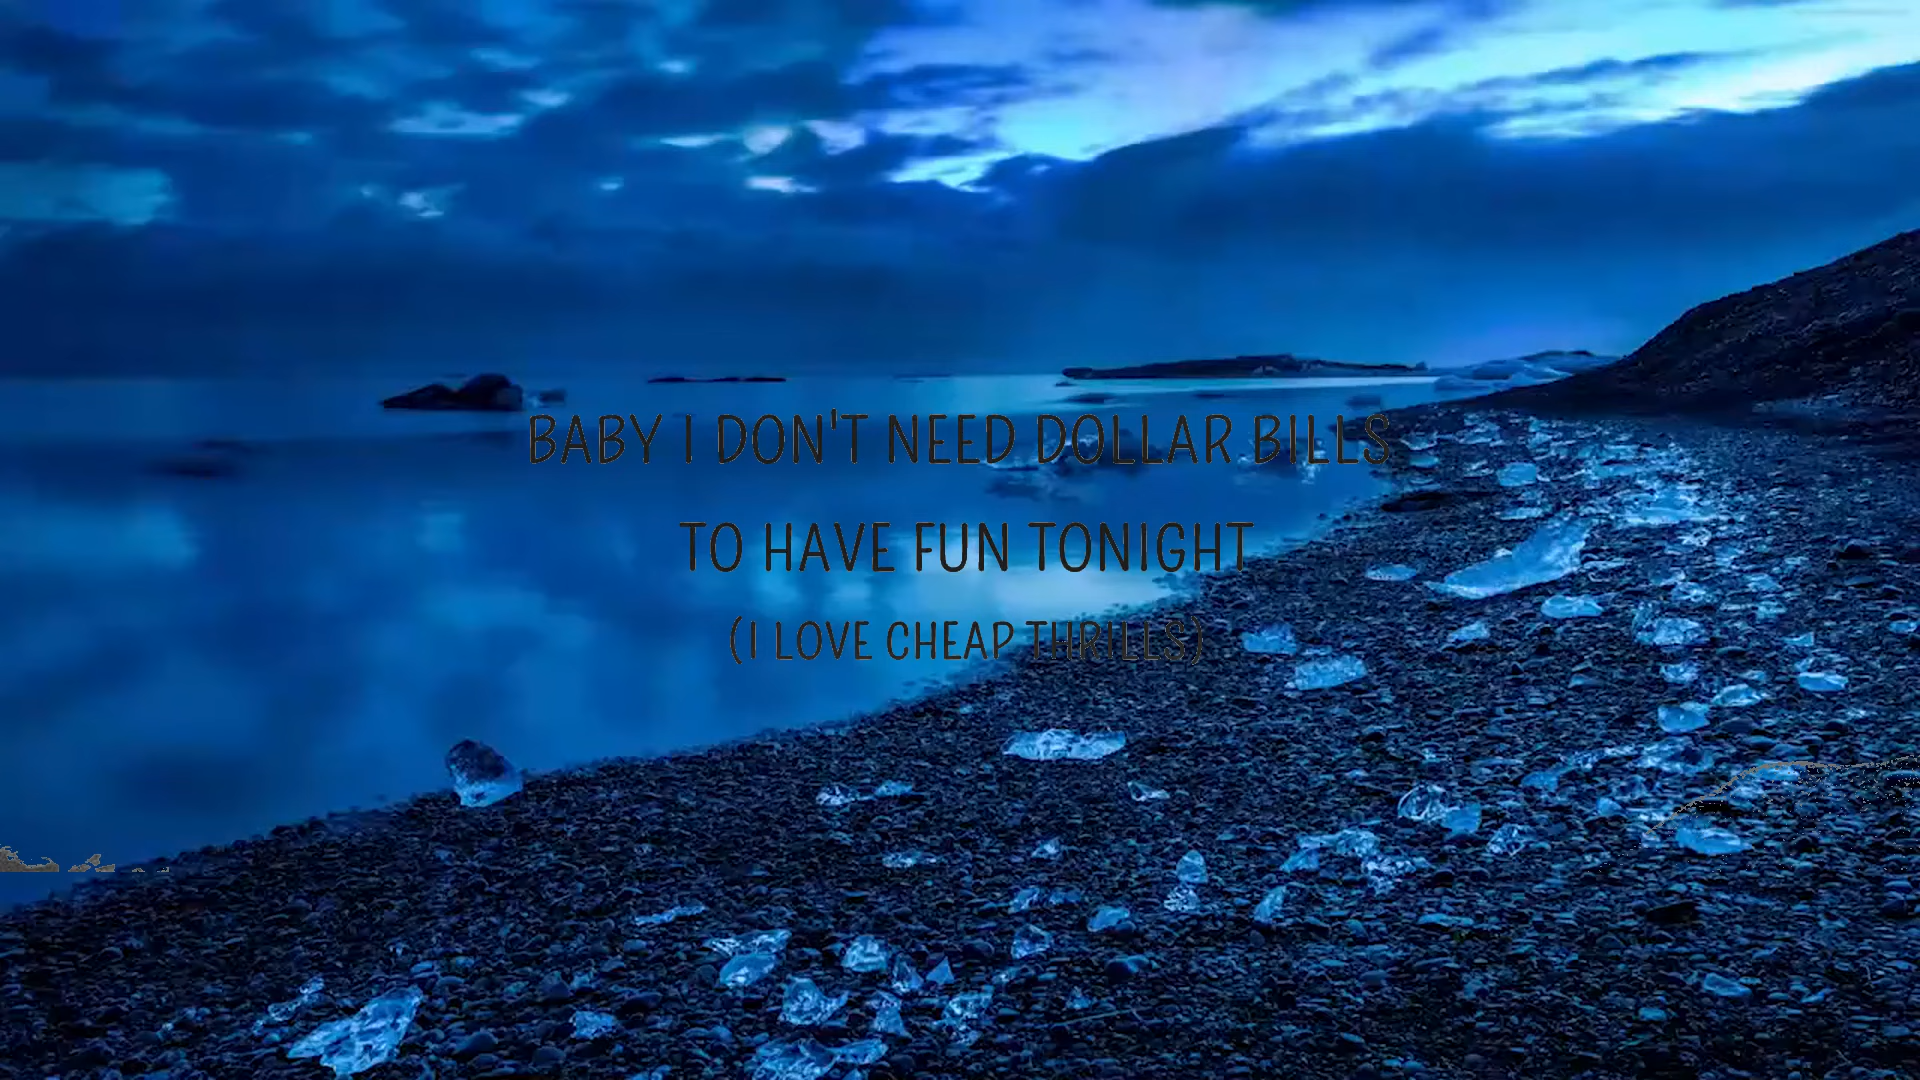 BABY I DON'T NEED DOLLAR BILLS
TO HAVE FUN TONIGHT
(I LOVE CHEAP THRILLS)